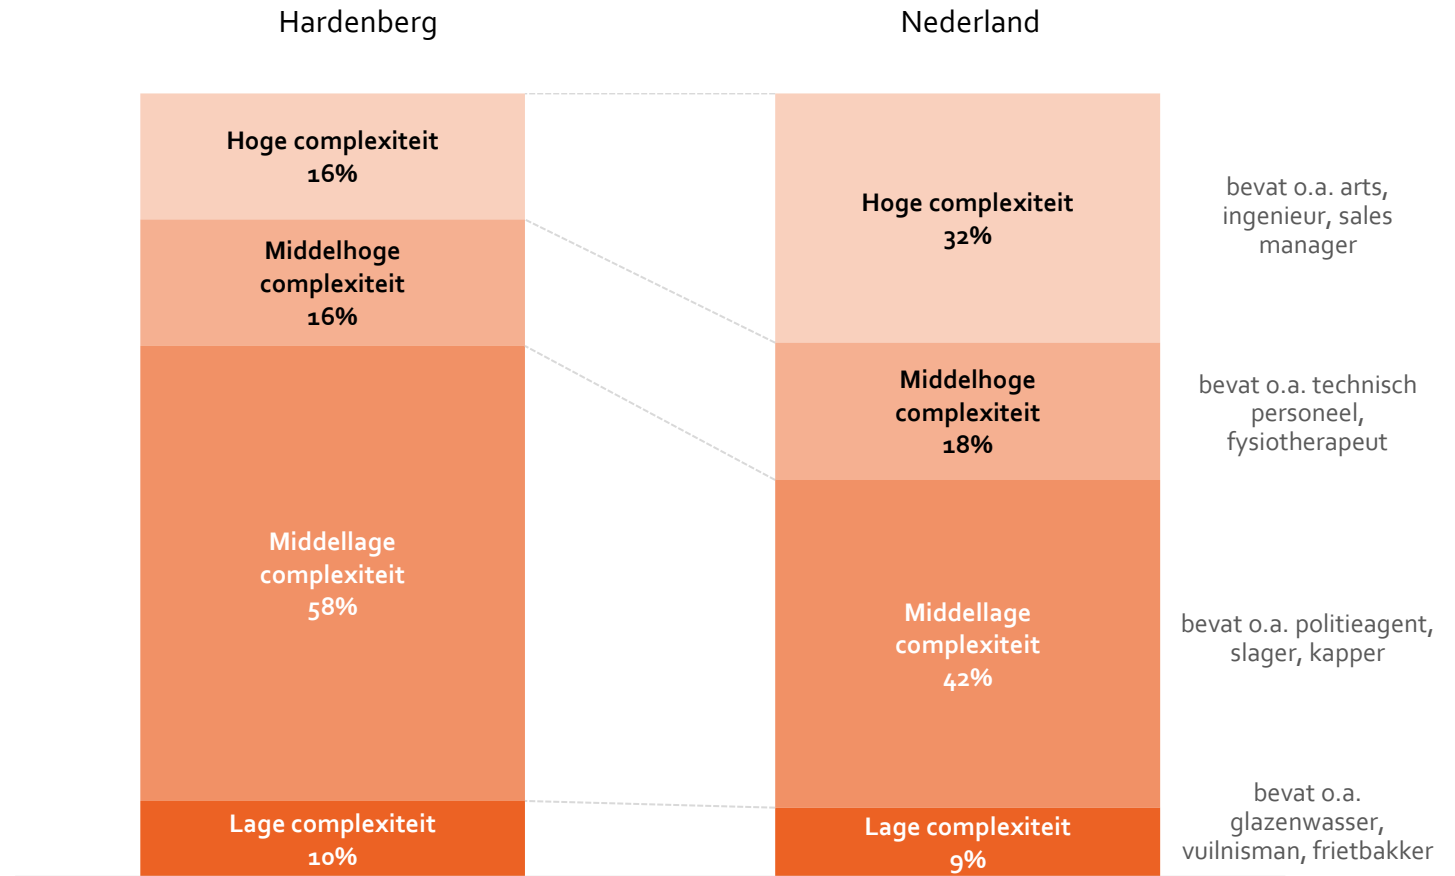 Hardenberg
Nederland
Hoge complexiteit
16%
Middelhoge
complexiteit
16%
Middellage
complexiteit
58%
Lage complexiteit
10%
Hoge complexiteit
32%
Middelhoge
complexiteit
18%
Middellage
complexiteit
42%
Lage complexiteit
9%
bevat o.a. arts,
ingenieur, sales
manager
bevat o.a. technisch
personeel,
fysiotherapeut
bevat o.a. politieagent,
slager, kapper
bevat o.a.
glazenwasser,
vuilnisman, frietbakker